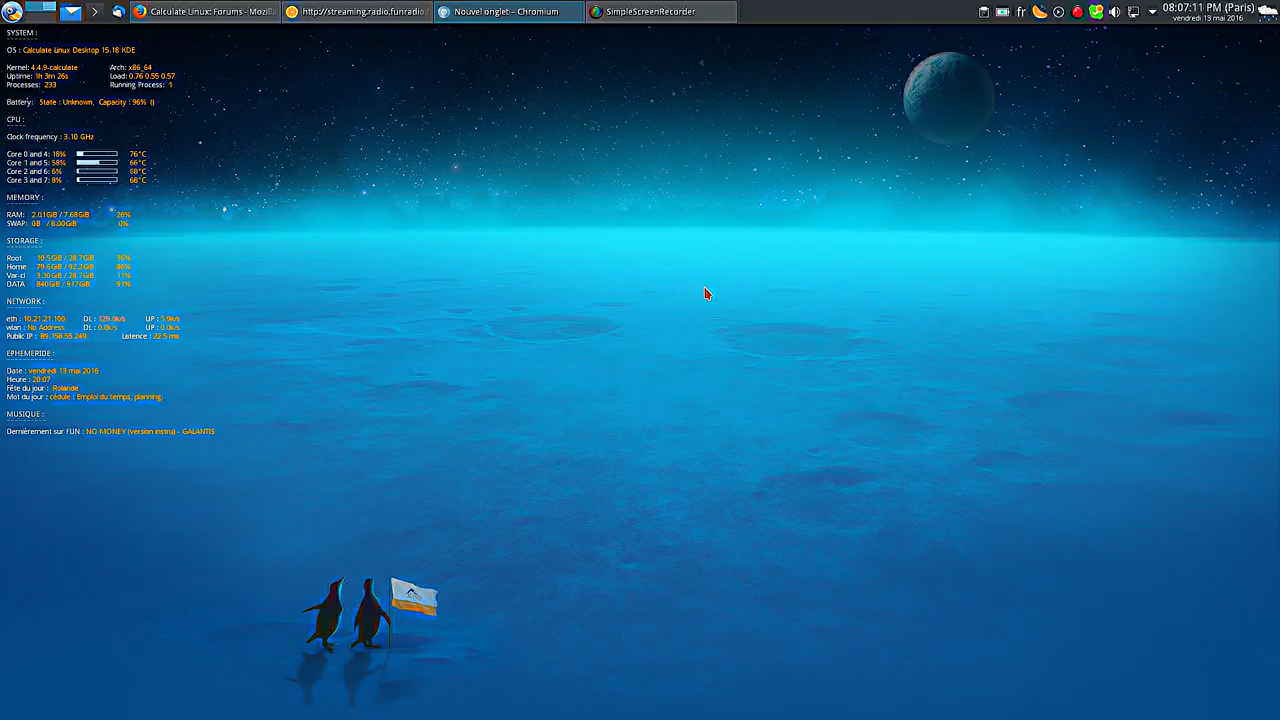 Calculate Linux: Forums - Mozill
http://streaming.radio.funradio
Nouvel onglet - Chromium
SimpleScreenRecorder
fr
08:07:11 PM (Paris)
vendredi 13 mai 2016
SYSTEM :
OS : Calculate Linux Desktop 15.18 KDE
Kernel: 4.4.9-calculate Arch: x86_64
Uptime: 1h 3m 26s Load: 0.76 0.55 0.57
Processes: 233 Running Process: 1
Battery: State : Unknown, Capacity : 96% ()
CPU :
Clock frequency : 3.10 GHz
Core 0 and 4: 18% 76°C
Core 1 and 5: 58% 66°C
Core 2 and 6: 6% 68°C
Core 3 and 7: 8% 68°C
MEMORY :
RAM: 2.01GiB / 7.68GiB 26%
SWAP: 0B / 8.00GiB 0%
STORAGE :
Root 10.5GiB / 28.7GiB 36%
Home 79.6GiB / 92.2GiB 86%
Var-cl 3.30GiB / 28.7GiB 11%
DATA 840GiB / 917GiB 91%
NETWORK :
eth : 10.21.21.100 DL : 129.0k/s UP : 5.9k/s
wlan : No Address DL : 0.0k/s UP : 0.0k/s
Public IP : 89.158.55.249 Latence : 22.5 ms
EPHEMERIDE :
Date : vendredi 13 mai 2016
Heure : 20:07
Fête du jour : Rolande
Mot du jour : cédule : Emploi du temps, planning.
MUSIQUE :
Dernièrement sur FUN : NO MONEY (version instru) - GALANTIS